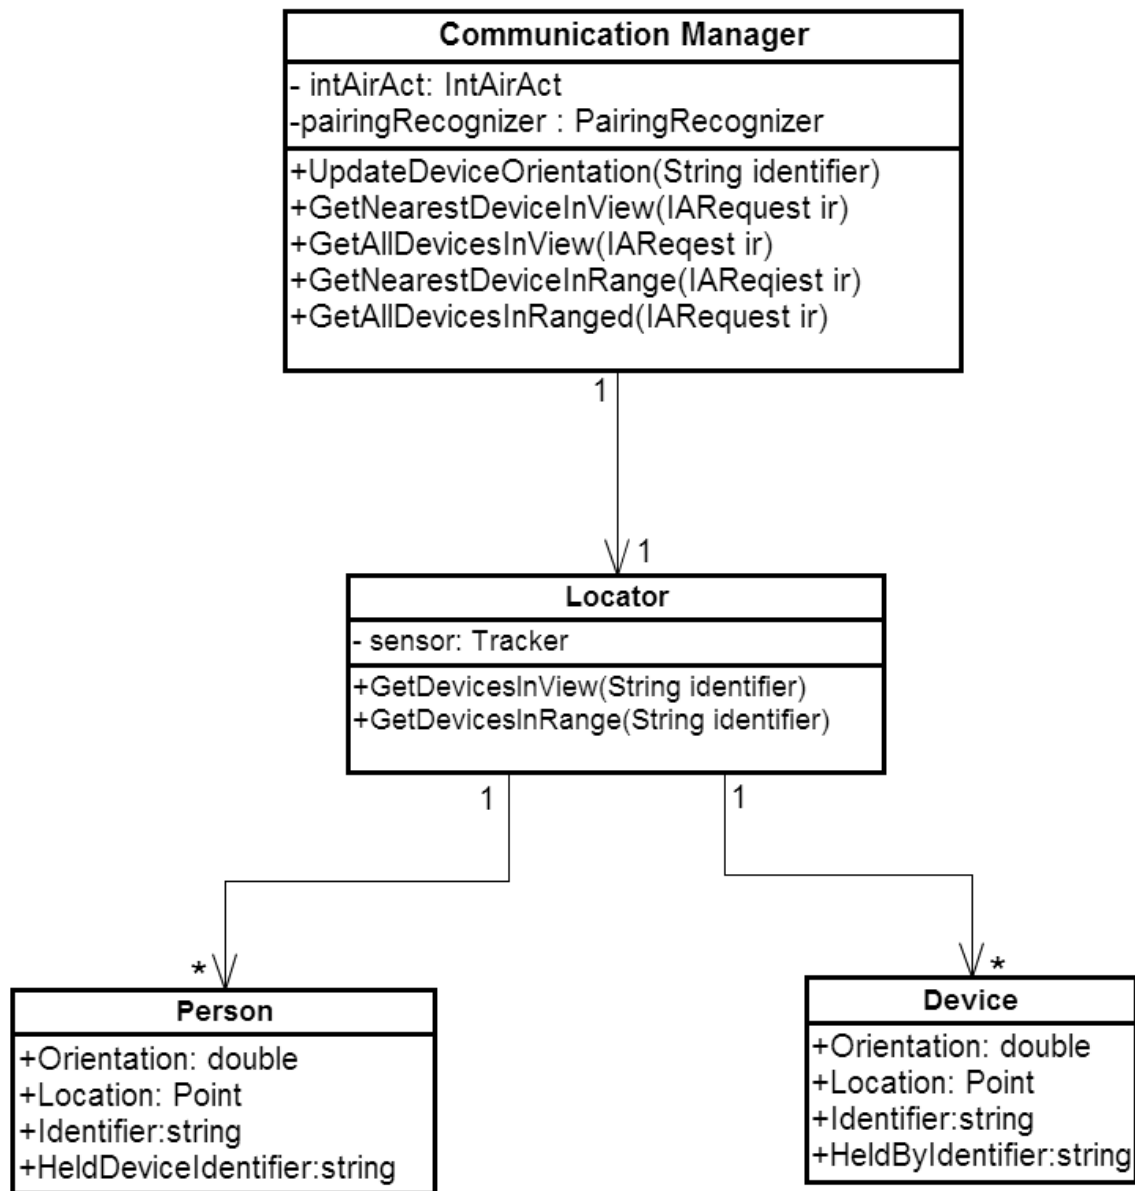 Communication Manager
- intAirAct: IntAirAct
-pairingRecognizer : PairingRecognizer
+UpdateDeviceOrientation(String identifier)
+GetNearestDeviceInView(IARequest ir)
+GetAllDevicesInView(IAReqest ir)
+GetNearestDeviceInRange(IAReqiest ir)
+GetAllDevicesInRanged(IARequest ir)
1
1
Locator
- sensor: Tracker
+GetDevicesInView(String identifier)
+GetDevicesInRange(String identifier)
1
1
*
*
Person
+Orientation: double
+Location: Point
+Identifier:string
+HeldDeviceIdentifier:string
Device
+Orientation: double
+Location: Point
+Identifier:string
+HeldByIdentifier:string